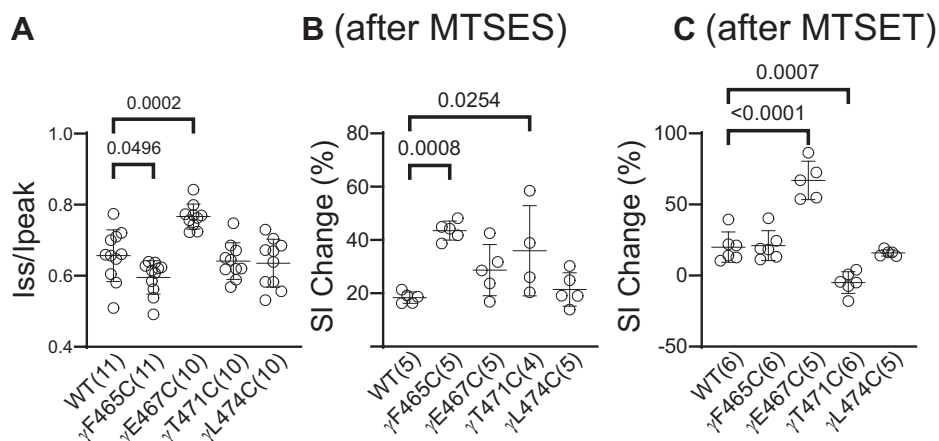 A
B (after MTSES)
C (after MTSET)
0.0002
0.0496
1.0
0.8
0.6
0.4
Iss/Ipeak
WT(11)
γF465C(11)
γE467C(10)
γT471C(10)
γL474C(10)
0.0254
0.0008
80
60
40
20
SI Change (%)
WT(5)
γF465C(5)
γE467C(5)
γT471C(4)
γL474C(5)
0.0007
<0.0001
100
50
0
-50
SI Change (%)
WT(6)
γF465C(6)
γE467C(5)
γT471C(6)
γL474C(5)